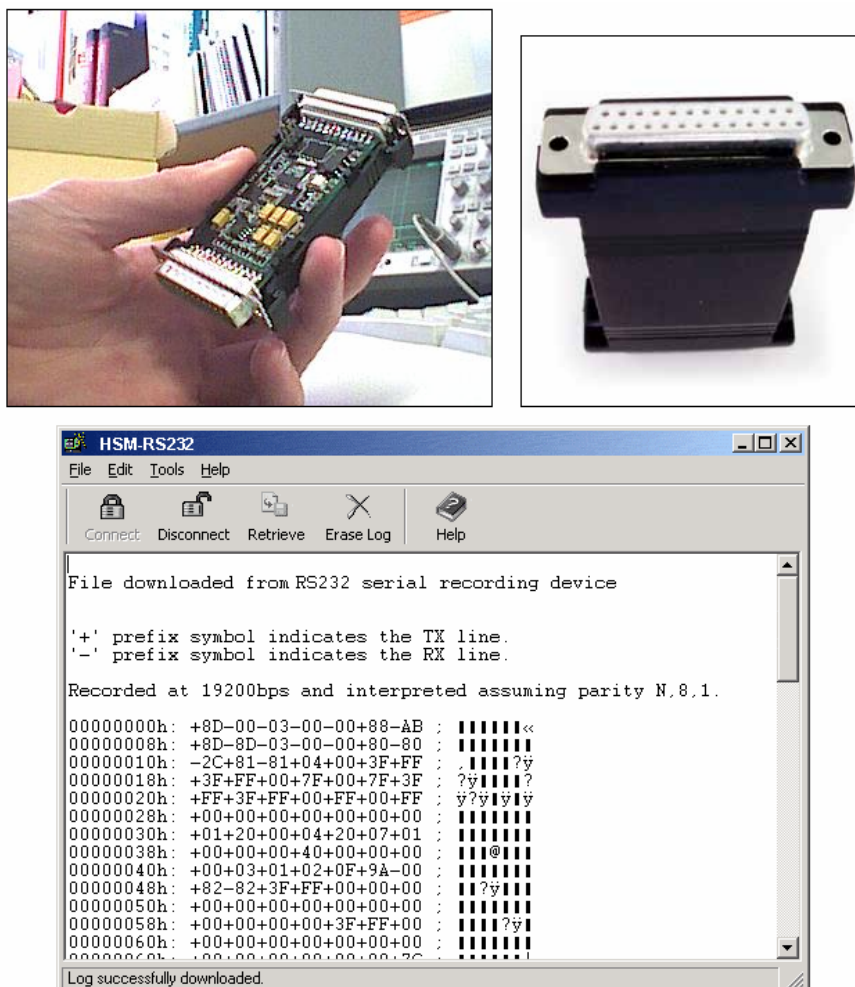 HSM-RS232
File Edit Tools Help
Connect Disconnect Retrieve Erase Log Help
File downloaded from RS232 serial recording device
'+' prefix symbol indicates the TX line.
'-' prefix symbol indicates the RX line.
Recorded at 19200bps and interpreted assuming parity N,8,1.
00000000h: +8D-00-03-00-00+88-AB ; ▮▮▮▮▮▮«
00000008h: +8D-8D-03-00-00+80-80 ; ▮▮▮▮▮▮▮
00000010h: -2C+81-81+04+00+3F+FF ; ,▮▮▮▮?ÿ
00000018h: +3F+FF+00+7F+00+7F+3F ; ?ÿ▮▮▮▮?
00000020h: +FF+3F+FF+00+FF+00+FF ; ÿ?ÿ▮ÿ▮ÿ
00000028h: +00+00+00+00+00+00+00 ; ▮▮▮▮▮▮▮
00000030h: +01+20+00+04+20+07+01 ; ▮▮▮▮▮▮▮
00000038h: +00+00+00+40+00+00+00 ; ▮▮▮@▮▮▮
00000040h: +00+03+01+02+0F+9A-00 ; ▮▮▮▮▮▮▮
00000048h: +82-82+3F+FF+00+00+00 ; ▮▮?ÿ▮▮▮
00000050h: +00+00+00+00+00+00+00 ; ▮▮▮▮▮▮▮
00000058h: +00+00+00+00+3F+FF+00 ; ▮▮▮▮?ÿ▮
00000060h: +00+00+00+00+00+00+00 ; ▮▮▮▮▮▮▮
Log successfully downloaded.